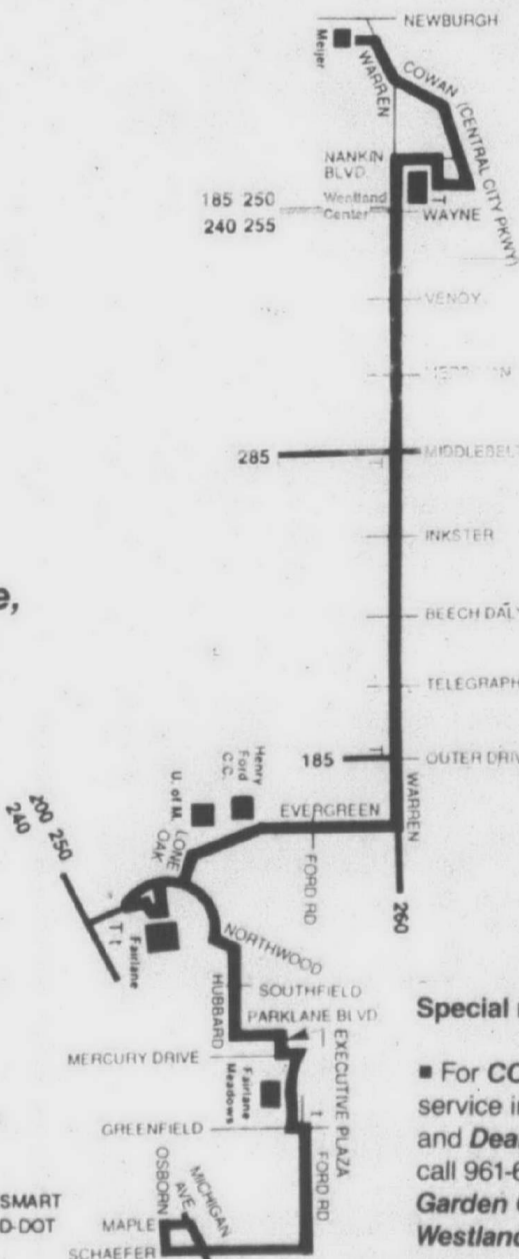 NEWBURGH
Meijer
WARREN
COWAN (CENTRAL CITY PKWY)
NANKIN
BLVD.
185 250
240 255
Westland
Center
T
WAYNE
VENOY
285
MIDDLEBELT
INKSTER
BEECH DALY
TELEGRAPH
185
OUTER DRIV
WARREN
260
Henry
Ford
C.C.
U. of M.
EVERGREEN
LONE
OAK
FORD RD
200 250
240
T t
Fairlane
NORTHWOOD
SOUTHFIELD
HUBBARD
PARKLANE BLVD.
MERCURY DRIVE
EXECUTIVE PLAZA
Fairlane
Meadows
t
GREENFIELD
FORD RD
OSBORN
MICHIGAN
AVE
MAPLE
SCHAEFER
e,
SMART
D-DOT
Special
■ For CO
service in
and Dear
call 961-6
Garden
Westland